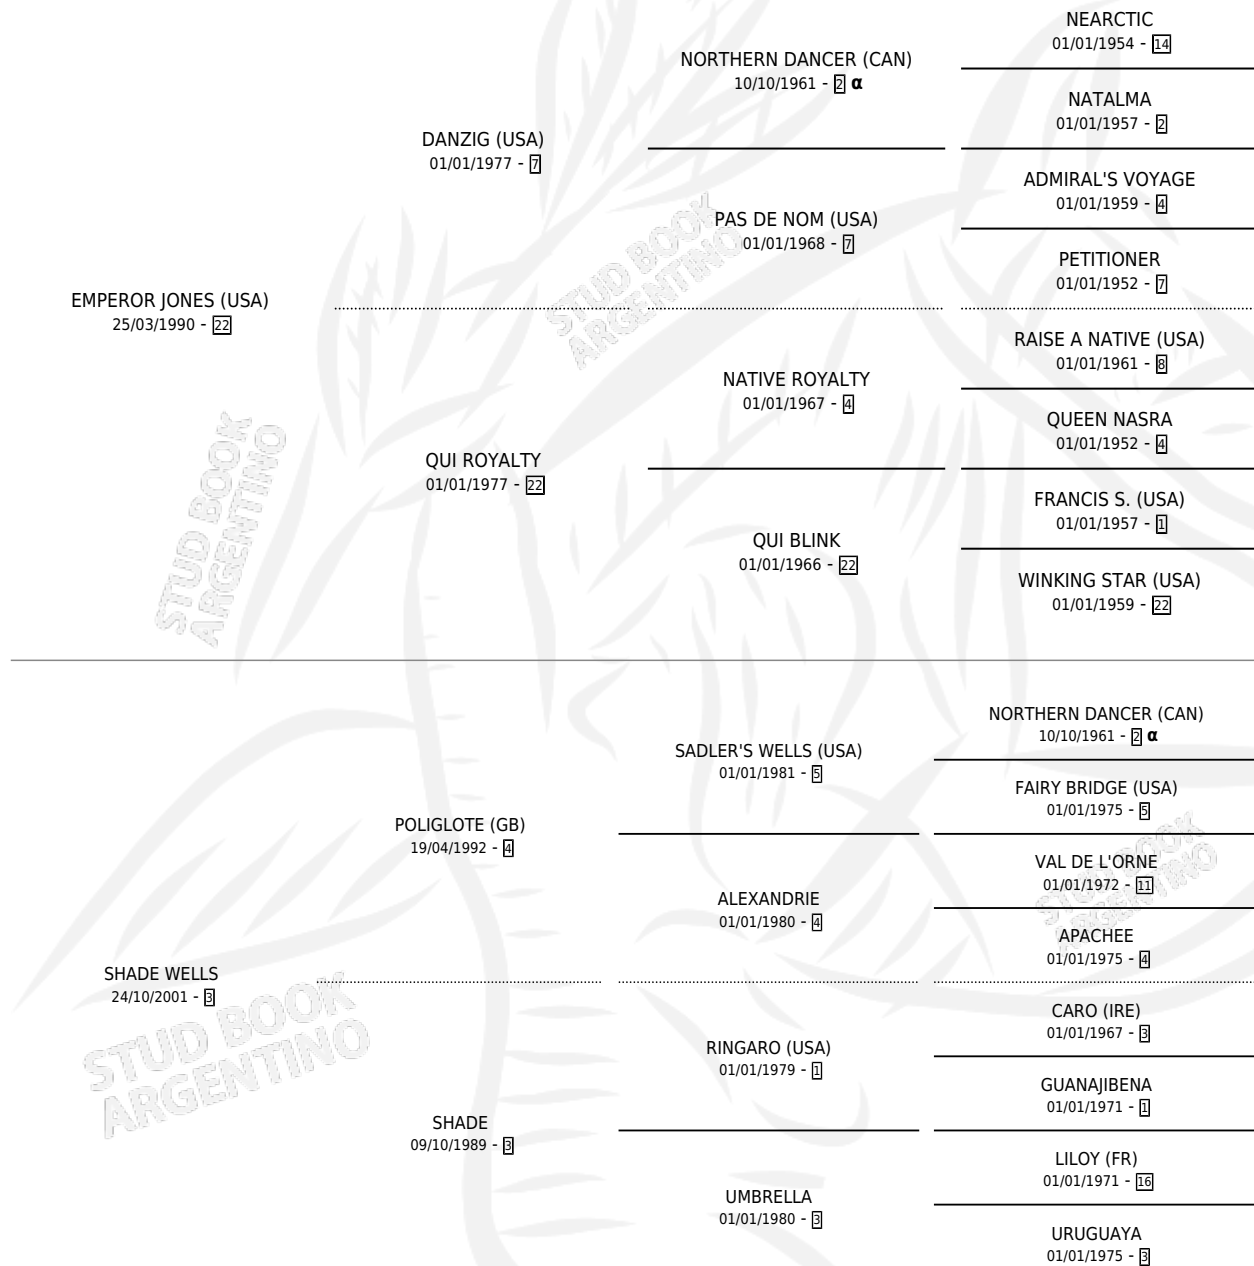 NEARCTIC
01/01/1954 - 14
NORTHERN DANCER (CAN)
10/10/1961 - 2 α
NATALMA
01/01/1957 - 2
DANZIG (USA)
01/01/1977 - 7
ADMIRAL'S VOYAGE
01/01/1959 - 4
PAS DE NOM (USA)
01/01/1968 - 7
PETITIONER
01/01/1952 - 7
EMPEROR JONES (USA)
25/03/1990 - 22
RAISE A NATIVE (USA)
01/01/1961 - 8
NATIVE ROYALTY
01/01/1967 - 4
QUEEN NASRA
01/01/1952 - 4
QUI ROYALTY
01/01/1977 - 22
FRANCIS S. (USA)
01/01/1957 - 1
QUI BLINK
01/01/1966 - 22
WINKING STAR (USA)
01/01/1959 - 22
NORTHERN DANCER (CAN)
10/10/1961 - 2 α
SADLER'S WELLS (USA)
01/01/1981 - 5
FAIRY BRIDGE (USA)
01/01/1975 - 5
POLIGLOTE (GB)
19/04/1992 - 4
VAL DE L'ORNE
01/01/1972 - 11
ALEXANDRIE
01/01/1980 - 4
APACHEE
01/01/1975 - 4
SHADE WELLS
24/10/2001 - 3
CARO (IRE)
01/01/1967 - 3
RINGARO (USA)
01/01/1979 - 1
GUANAJIBENA
01/01/1971 - 1
SHADE
09/10/1989 - 3
LILOY (FR)
01/01/1971 - 16
UMBRELLA
01/01/1980 - 3
URUGUAYA
01/01/1975 - 3
STUD BOOK
ARGENTINO
STUD BOOK
ARGENTINO
STUD BOOK
ARGENTINO
STUD BOOK
ARGENTINO